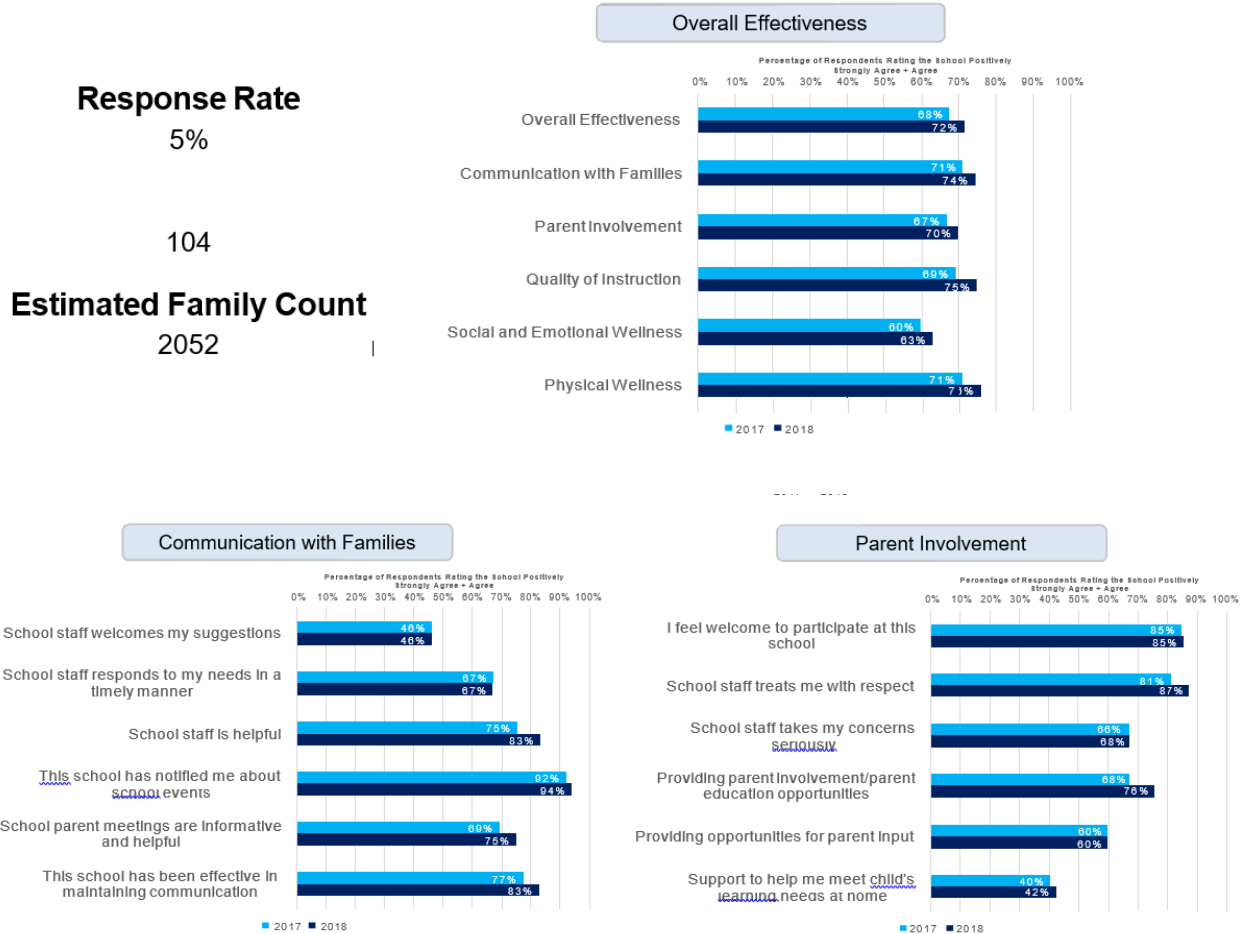 Overall Effectiveness
Response Rate
5%
104
Estimated Family Count
2052
Percentage of Respondents Rating the School Positively
Strongly Agree + Agree
0% 10% 20% 30% 40% 50% 60% 70% 80% 90% 100%
Overall Effectiveness
68%
72%
Communication with Families
71%
74%
Parent Involvement
67%
70%
Quality of Instruction
69%
75%
Social and Emotional Wellness
60%
63%
Physical Wellness
71%
2017 2018
Communication with Families
Percentage of Respondents Rating the School Positively
Strongly Agree + Agree
0% 10% 20% 30% 40% 50% 60% 70% 80% 90% 100%
School staff welcomes my suggestions
46%
46%
School staff responds to my needs in a
timely manner
67%
67%
School staff is helpful
75%
83%
This school has notified me about
school events
92%
94%
School parent meetings are informative
and helpful
69%
75%
This school has been effective in
maintaining communication
77%
83%
2017 2018
Parent Involvement
Percentage of Respondents Rating the School Positively
Strongly Agree + Agree
0% 10% 20% 30% 40% 50% 60% 70% 80% 90% 100%
I feel welcome to participate at this
school
85%
85%
School staff treats me with respect
81%
87%
School staff takes my concerns
seriously
66%
68%
Providing parent involvement/parent
education opportunities
68%
76%
Providing opportunities for parent input
60%
60%
Support to help me meet child's
learning needs at home
40%
42%
2017 2018